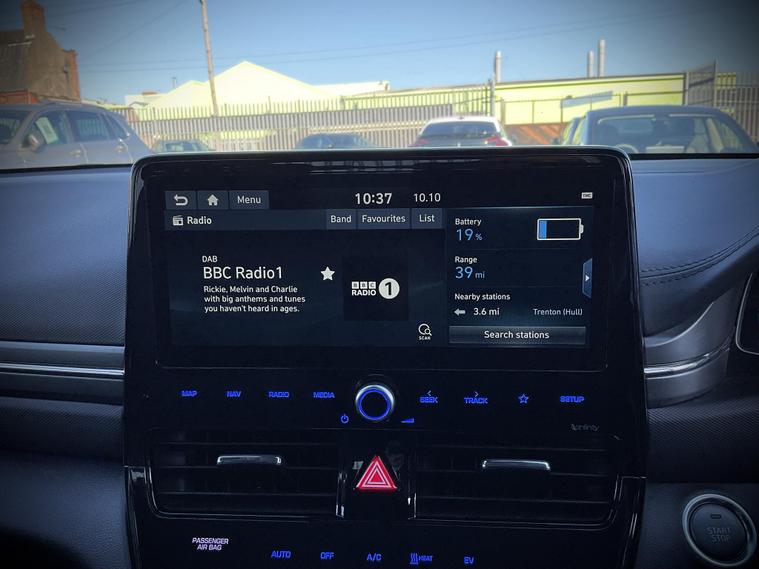 Menu
10:37
10.10
Radio
Band
Favourites
List
DAB
BBC Radio1
Rickie, Melvin and Charlie
with big anthems and tunes
you haven't heard in ages.
BBC
RADIO 1
SCAN
Battery
19 %
Range
39 mi
Nearby stations
3.6 mi
Trenton (Hull)
Search stations
MAP
NAV
RADIO
MEDIA
SEEK
TRACK
SETUP
infinity
PASSENGER
AIR BAG
AUTO
OFF
A/C
HEAT
EV
START
STOP